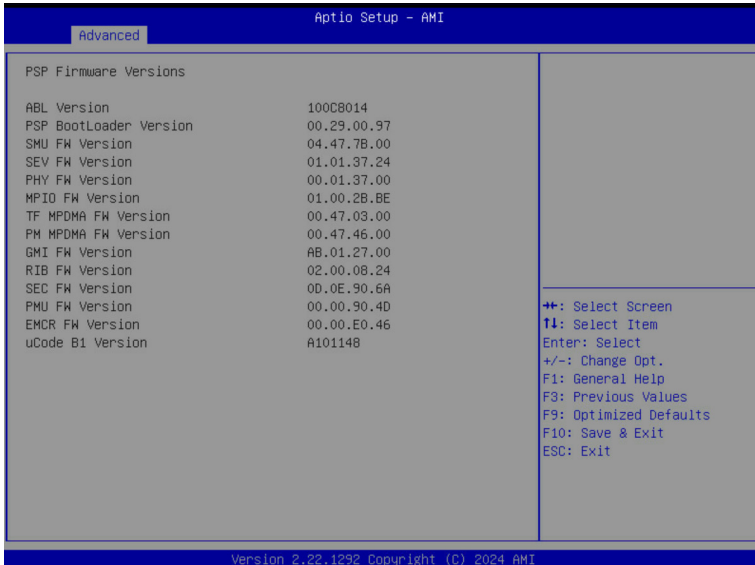 Aptio Setup – AMI
Advanced
PSP Firmware Versions
ABL Version 100C8014
PSP BootLoader Version 00.29.00.97
SMU FW Version 04.47.7B.00
SEV FW Version 01.01.37.24
PHY FW Version 00.01.37.00
MPIO FW Version 01.00.2B.BE
TF MPDMA FW Version 00.47.03.00
PM MPDMA FW Version 00.47.46.00
GMI FW Version AB.01.27.00
RIB FW Version 02.00.08.24
SEC FW Version 0D.0E.90.6A
PMU FW Version 00.00.90.4D
EMCR FW Version 00.00.E0.46
uCode B1 Version A101148
→←: Select Screen
↑↓: Select Item
Enter: Select
+/-: Change Opt.
F1: General Help
F3: Previous Values
F9: Optimized Defaults
F10: Save & Exit
ESC: Exit
Version 2.22.1292 Copyright (C) 2024 AMI